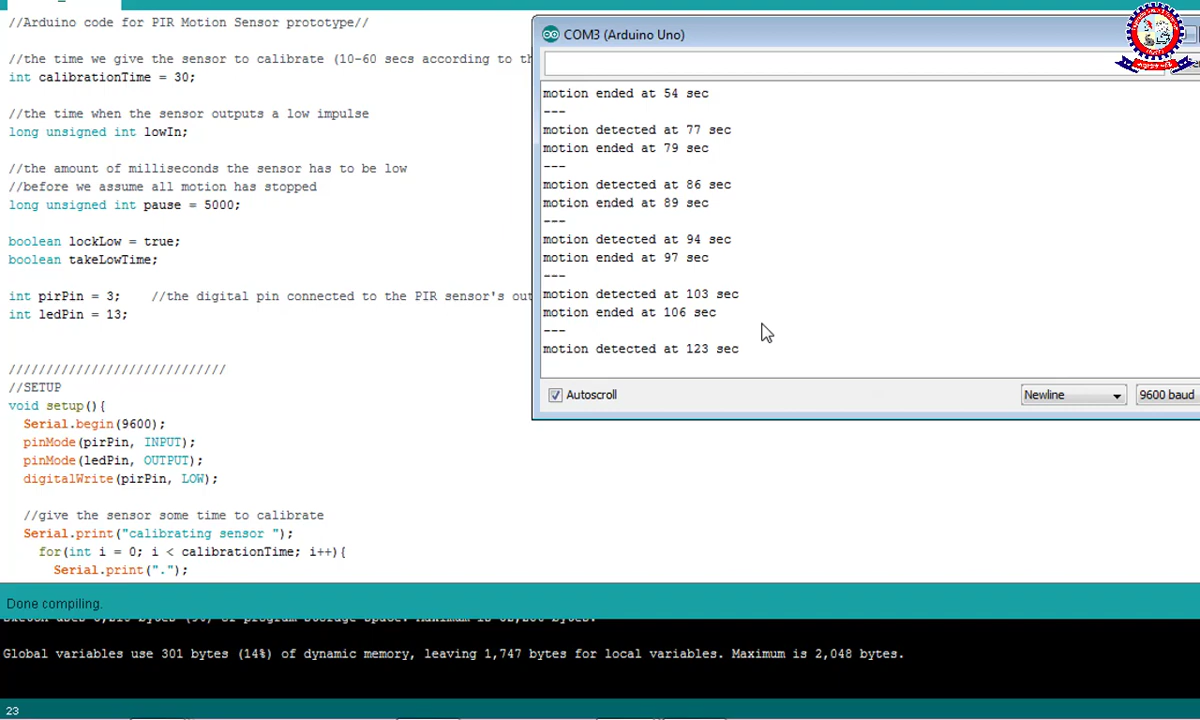 //Arduino code for PIR Motion Sensor prototype//
//the time we give the sensor to calibrate (10-60 secs according to th
int calibrationTime = 30;
//the time when the sensor outputs a low impulse
long unsigned int lowIn;
//the amount of milliseconds the sensor has to be low
//before we assume all motion has stopped
long unsigned int pause = 5000;
boolean lockLow = true;
boolean takeLowTime;
int pirPin = 3;    //the digital pin connected to the PIR sensor's out
int ledPin = 13;
/////////////////////////////
//SETUP
void setup(){
Serial.begin(9600);
pinMode(pirPin, INPUT);
pinMode(ledPin, OUTPUT);
digitalWrite(pirPin, LOW);
//give the sensor some time to calibrate
Serial.print("calibrating sensor ");
for(int i = 0; i < calibrationTime; i++){
Serial.print(".");
COM3 (Arduino Uno)
motion ended at 54 sec
---
motion detected at 77 sec
motion ended at 79 sec
---
motion detected at 86 sec
motion ended at 89 sec
---
motion detected at 94 sec
motion ended at 97 sec
---
motion detected at 103 sec
motion ended at 106 sec
---
motion detected at 123 sec
Autoscroll
Newline
9600 baud
Done compiling.
Global variables use 301 bytes (14%) of dynamic memory, leaving 1,747 bytes for local variables. Maximum is 2,048 bytes.
23